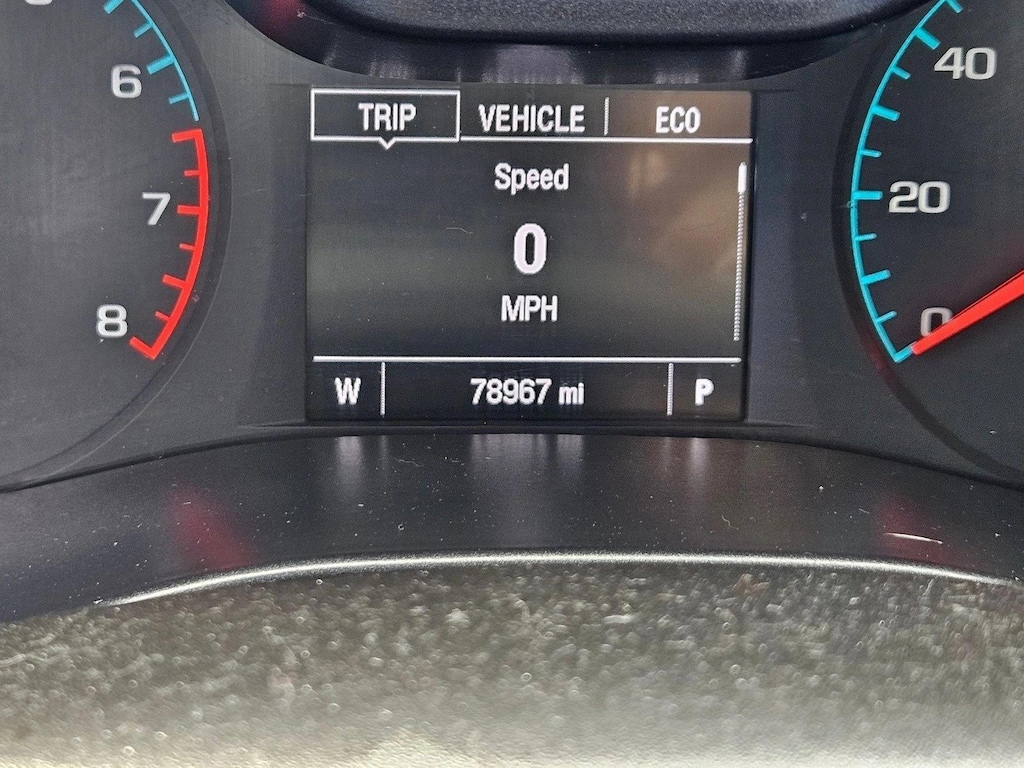 6
7
8
TRIP VEHICLE ECO
Speed
0
MPH
W 78967 mi P
40
20
0